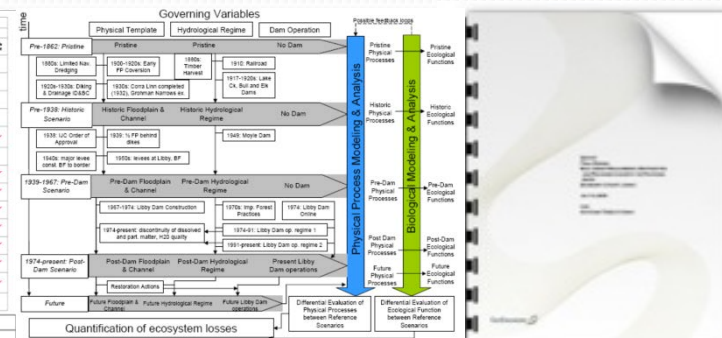 Governing Variables
time
Physical Template
Hydrological Regime
Dam Operation
Possible feedback loops
Pre-1862: Pristine
Pristine
Pristine
No Dam
Pristine
Physical
Processes
Pristine
Ecological
Functions
1880s: Limited Nav.
Dredging
1900-1920s: Early
FP Coversion
1880s:
Timber
Harvest
1910: Railroad
1920s-1930s: Diking
& Drainage ID&BC
1930s: Corra Linn completed
(1932), Grohman Narrows ex.
1917-1920s: Lake
Ck, Bull and Elk
Dams
Historic
Physical
Processes
Historic
Ecological
Functions
Pre-1938: Historic
Scenario
Historic Floodplain &
Channel
Historic Hydrological
Regime
No Dam
1938: IJC Order of
Approval
1939: ½ FP behind
dikes
1949: Moyie Dam
1940s: major levee
const. BF to border
1950s: levees at Libby, BF
1939-1967: Pre-Dam
Scenario
Pre-Dam Floodplain
& Channel
Pre-Dam Hydrological
Regime
No Dam
Pre-Dam
Physical
Processes
Pre-Dam
Ecological
Functions
1967-1974: Libby Dam Construction
1970s: Imp. Forest
Practices
1974: Libby Dam
Online
1974-present: discontinuity of dissolved
and part. matter, H20 quality
1974-91: Libby Dam op. regime 1
1991-present: Libby Dam op. regime 2
Post Dam
Physical
Processes
Post-Dam
Ecological
Functions
1974-present: Post-
Dam Scenario
Post-Dam Floodplain
& Channel
Post-Dam Hydrological
Regime
Present Libby
Dam operations
Future
Physical
Processes
Future
Ecological
Functions
Restoration Actions
Future
Future Floodplain &
Channel
Future Hydrological Regime
Future Libby Dam
operations
Physical Process Modeling & Analysis
Biological Modeling & Analysis
Quantification of ecosystem losses
Differential Evaluation of
Physical Processes
between Reference
Scenarios
Differential Evaluation of
Ecological Function
between Reference
Scenarios